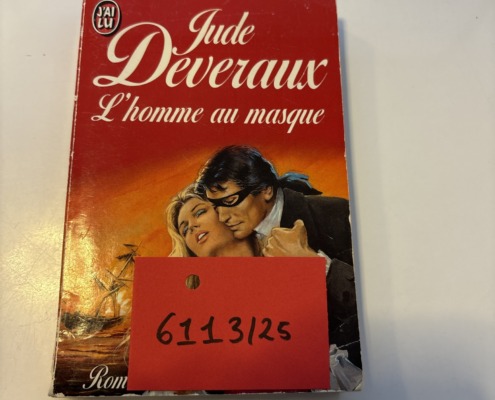 J'AI
LU
Jude
Deveraux
L'homme au masque
6113/25
Rom